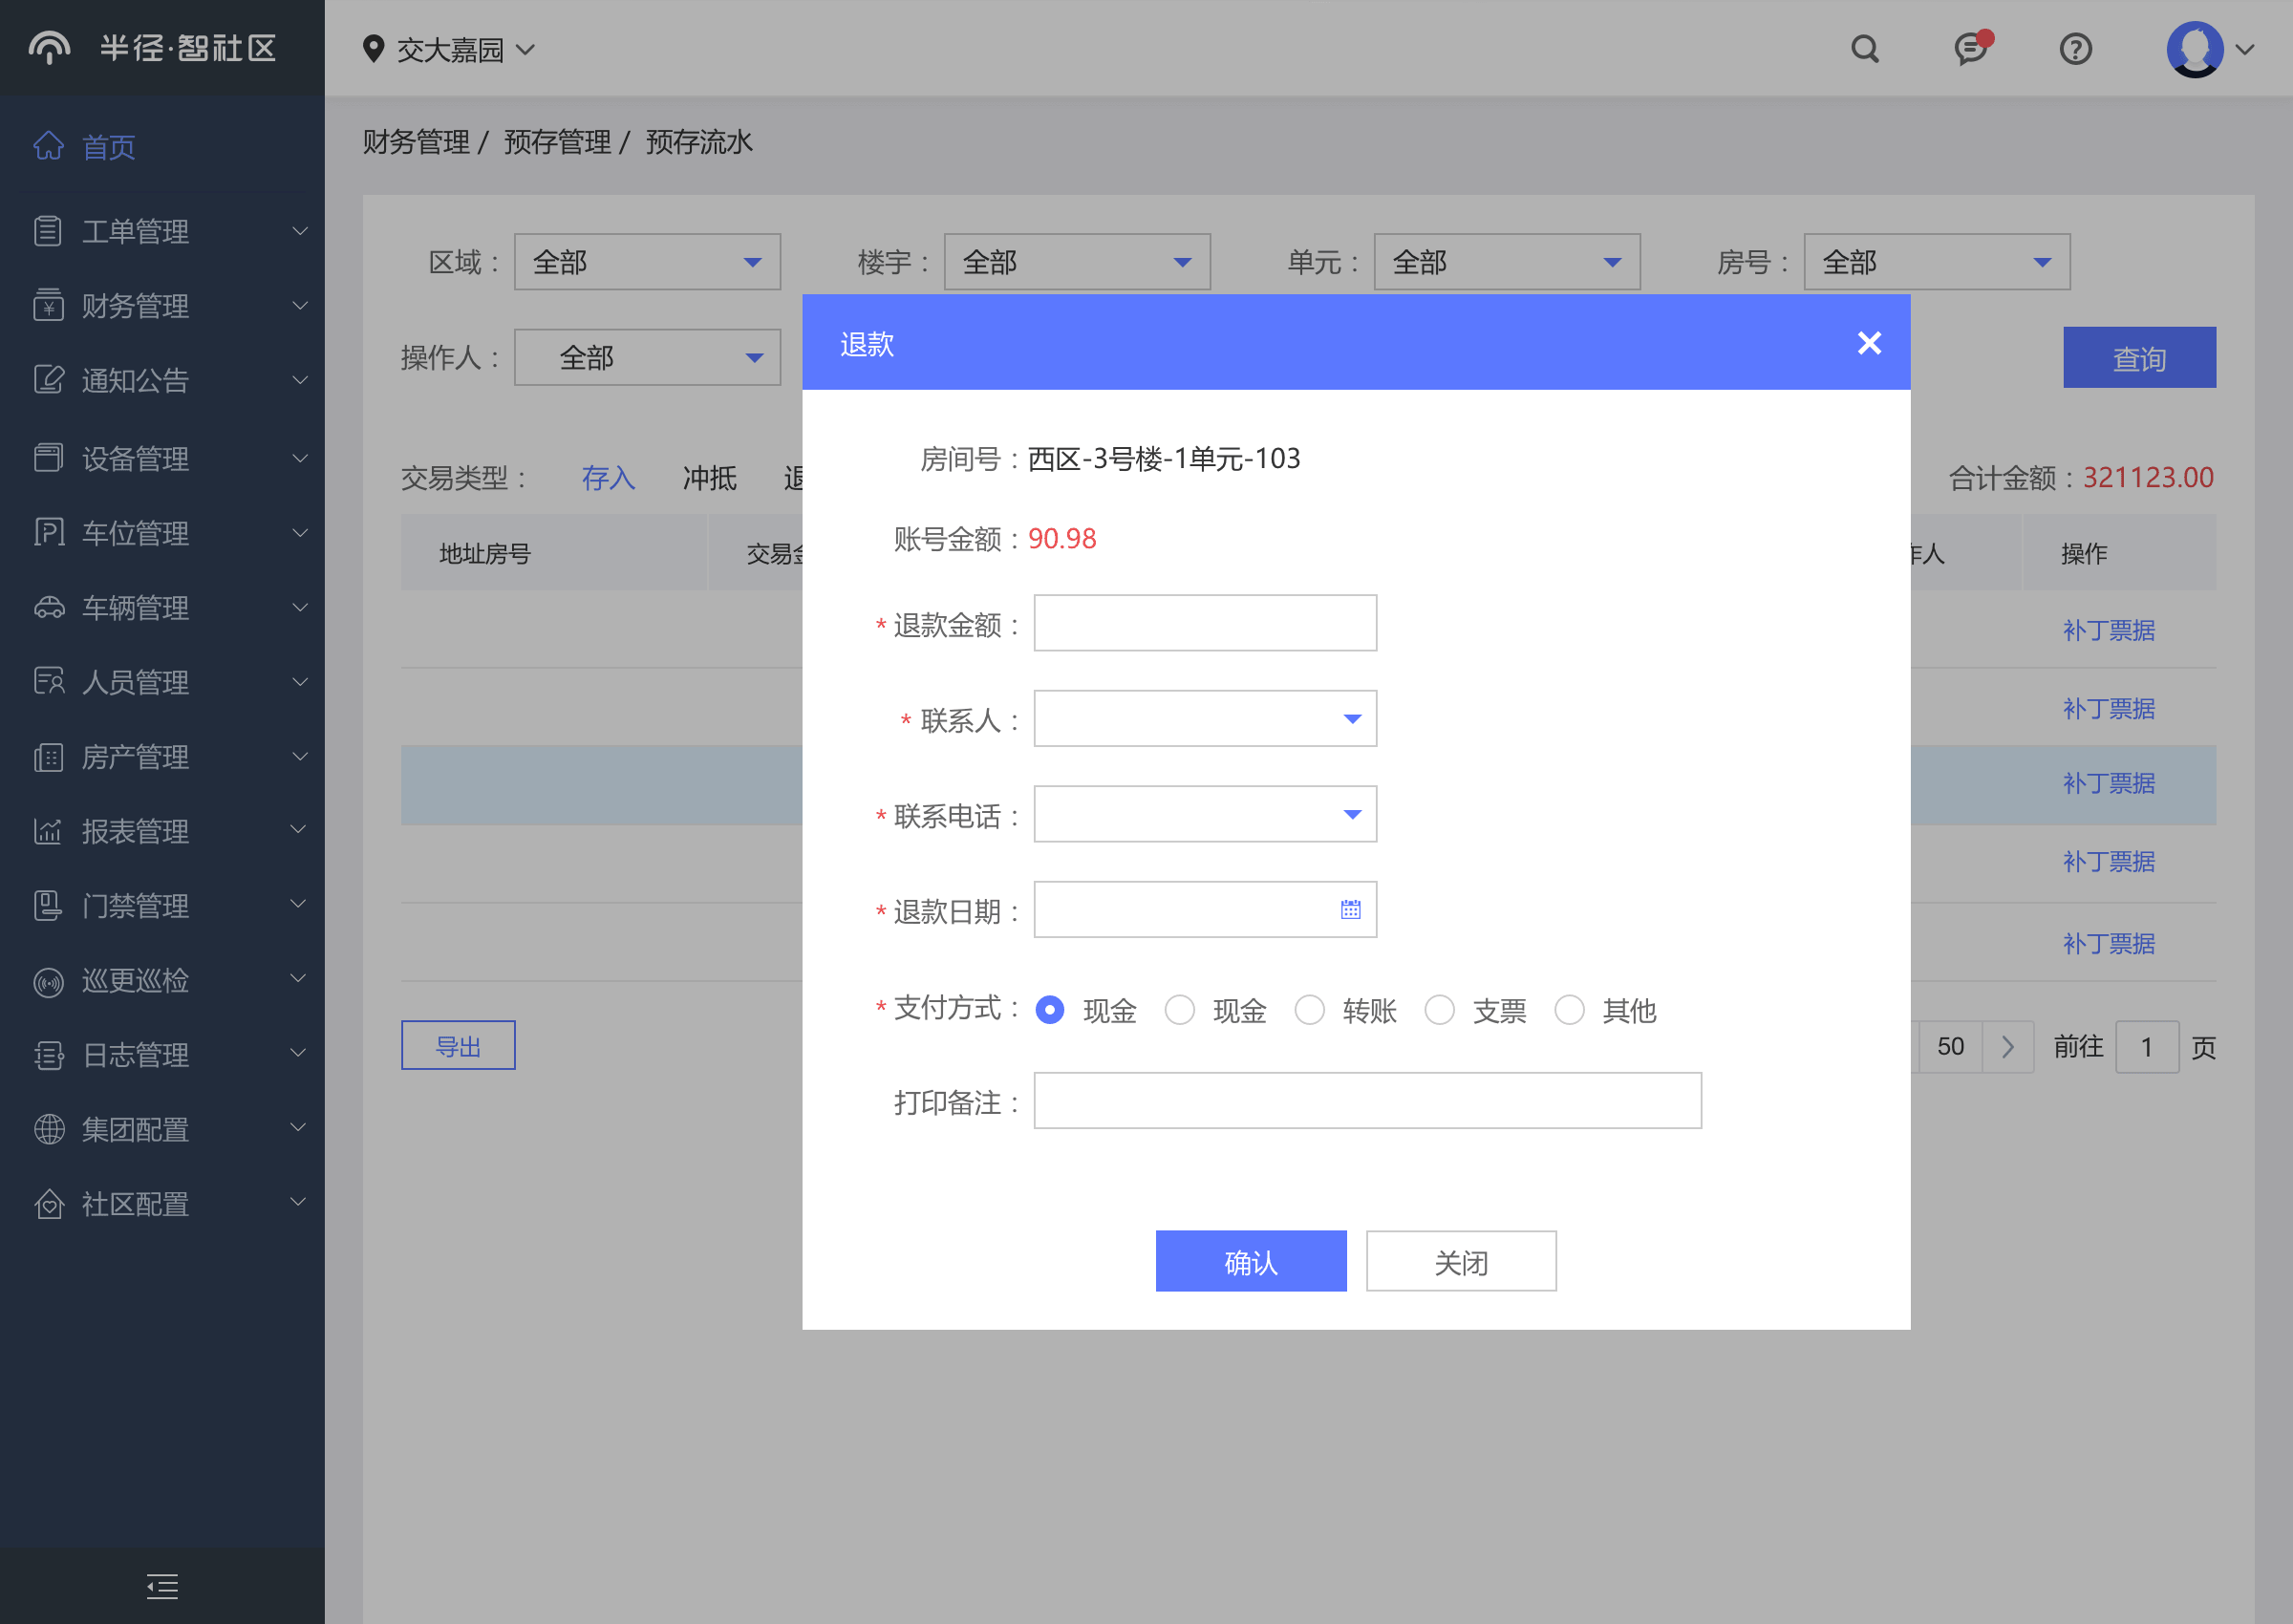 半径·智社区
交大嘉园
首页
工单管理
财务管理
通知公告
设备管理
车位管理
车辆管理
人员管理
房产管理
报表管理
门禁管理
巡更巡检
日志管理
集团配置
社区配置
财务管理 / 预存管理 / 预存流水
区域： 全部 楼宇： 全部 单元： 全部 房号： 全部
操作人： 全部 查询
交易类型： 存入 冲抵 合计金额：321123.00
地址房号 交易 作人 操作
补丁票据
补丁票据
补丁票据
补丁票据
补丁票据
导出 50 前往 1 页
退款
房间号：西区-3号楼-1单元-103
账号金额：90.98
* 退款金额：
* 联系人：
* 联系电话：
* 退款日期：
* 支付方式： 现金 现金 转账 支票 其他
打印备注：
确认 关闭